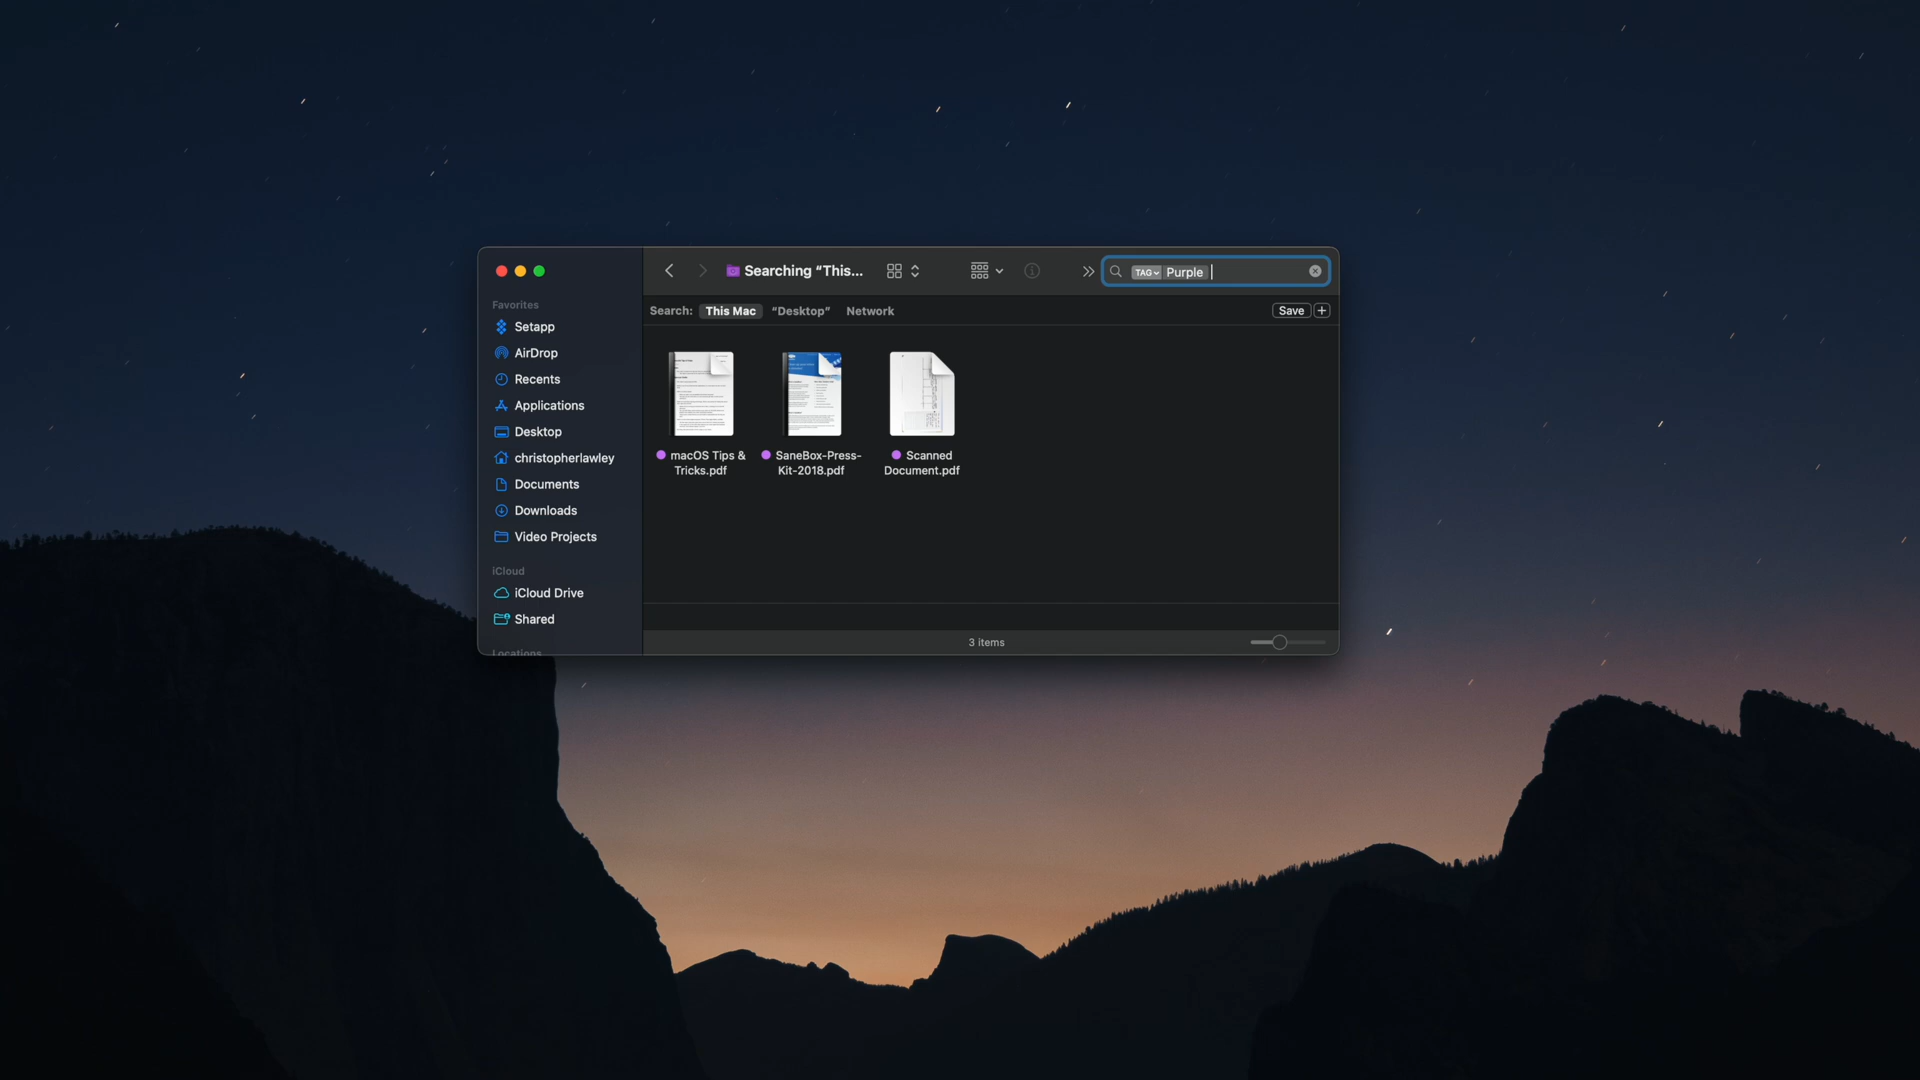 Searching “This...
TAG Purple
Favorites
Search: This Mac “Desktop” Network Save
Setapp
AirDrop
Recents
Applications
Desktop
christopherlawley
Documents
Downloads
Video Projects
iCloud
iCloud Drive
Shared
Locations
macOS Tips &
Tricks.pdf
SaneBox-Press-
Kit-2018.pdf
Scanned
Document.pdf
3 items